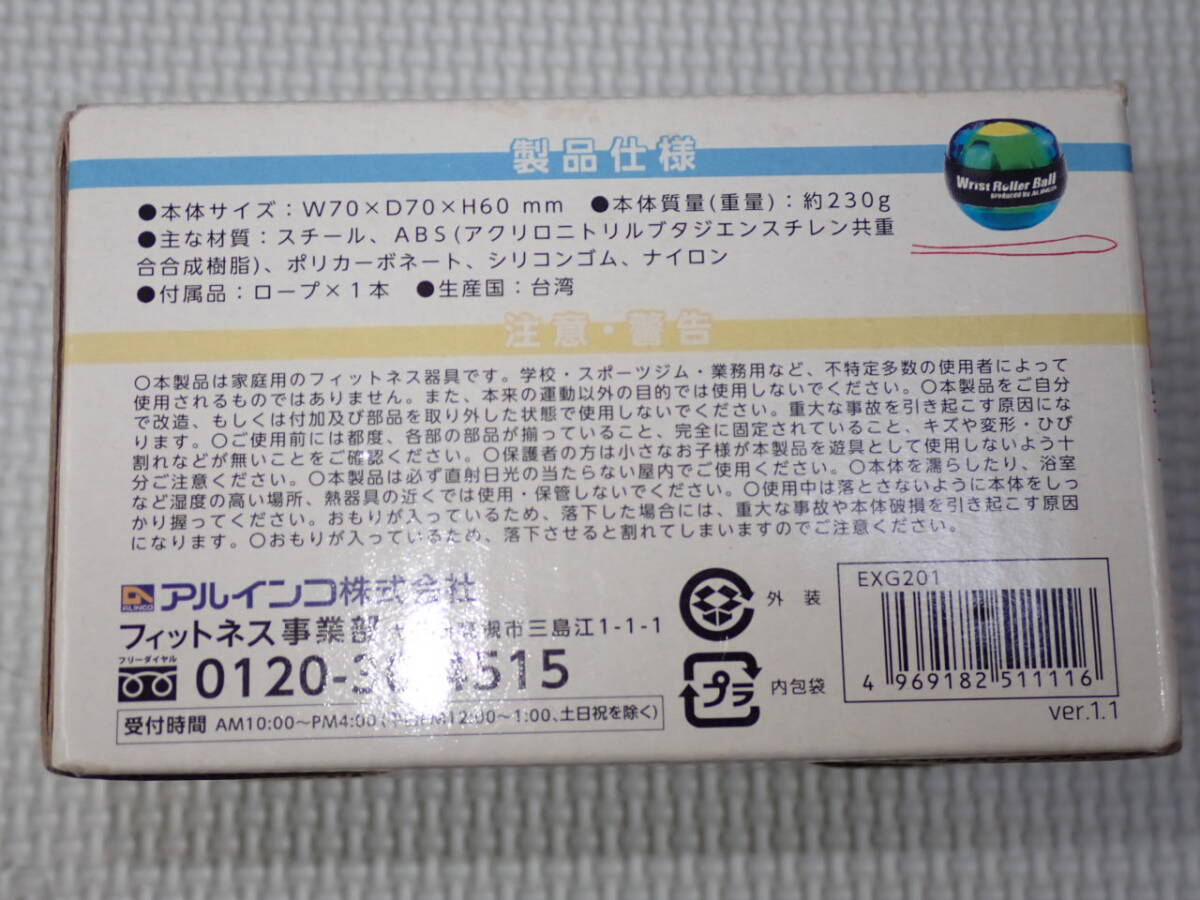 製品仕様
Wrist Roller Ball
produced by ALINCO
●本体サイズ：W70×D70×H60 mm ●本体質量(重量)：約230g
●主な材質：スチール、ABS(アクリロニトリルブタジエンスチレン共重
合合成樹脂)、ポリカーボネート、シリコンゴム、ナイロン
●付属品：ロープ×1本 ●生産国：台湾
注意・警告
○本製品は家庭用のフィットネス器具です。学校・スポーツジム・業務用など、不特定多数の使用者によって
使用されるものではありません。また、本来の運動以外の目的では使用しないでください。○本製品をご自分
で改造、もしくは付加及び部品を取り外した状態で使用しないでください。重大な事故を引き起こす原因にな
ります。○ご使用前には都度、各部の部品が揃っていること、完全に固定されていること、キズや変形・ひび
割れなどが無いことをご確認ください。○保護者の方は小さなお子様が本製品を遊具として使用しないよう十
分ご注意ください。○本製品は必ず直射日光の当たらない屋内でご使用ください。○本体を濡らしたり、浴室
など湿度の高い場所、熱器具の近くでは使用・保管しないでください。○使用中は落とさないように本体をしっ
かり握ってください。おもりが入っているため、落下した場合には、重大な事故や本体破損を引き起こす原因
になります。○おもりが入っているため、落下させると割れてしまいますのでご注意ください。
ALINCO アルインコ株式会社
フィットネス事業部 槻市三島江1-1-1
フリーダイヤル
0120-30 4515
受付時間 AM10:00～PM4:00( 12:00～1:00、土日祝を除く)
外装
プラ 内包袋
EXG201
4 969182 511116
ver.1.1